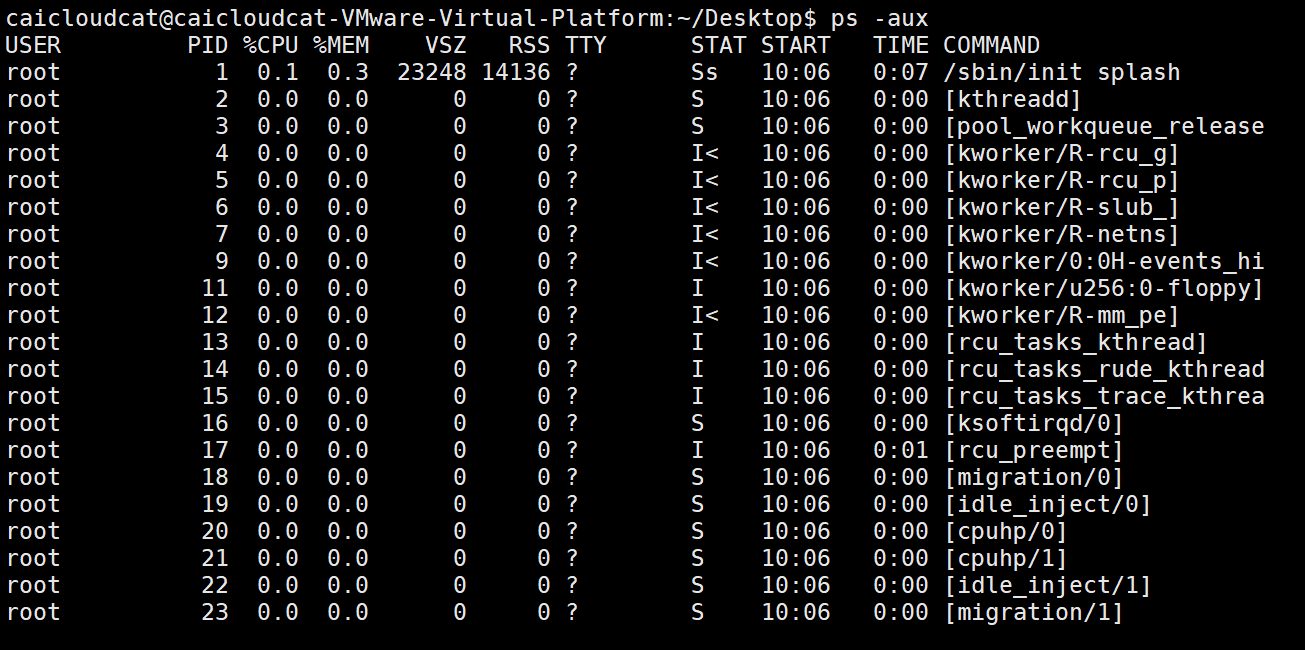 caicloudcat@caicloudcat-VMware-Virtual-Platform:~/Desktop$ ps -aux
USER         PID %CPU %MEM    VSZ   RSS TTY      STAT START   TIME COMMAND
root           1  0.1  0.3  23248 14136 ?        Ss   10:06   0:07 /sbin/init splash
root           2  0.0  0.0      0     0 ?        S    10:06   0:00 [kthreadd]
root           3  0.0  0.0      0     0 ?        S    10:06   0:00 [pool_workqueue_release
root           4  0.0  0.0      0     0 ?        I<   10:06   0:00 [kworker/R-rcu_g]
root           5  0.0  0.0      0     0 ?        I<   10:06   0:00 [kworker/R-rcu_p]
root           6  0.0  0.0      0     0 ?        I<   10:06   0:00 [kworker/R-slub_]
root           7  0.0  0.0      0     0 ?        I<   10:06   0:00 [kworker/R-netns]
root           9  0.0  0.0      0     0 ?        I<   10:06   0:00 [kworker/0:0H-events_hi
root          11  0.0  0.0      0     0 ?        I    10:06   0:00 [kworker/u256:0-floppy]
root          12  0.0  0.0      0     0 ?        I<   10:06   0:00 [kworker/R-mm_pe]
root          13  0.0  0.0      0     0 ?        I    10:06   0:00 [rcu_tasks_kthread]
root          14  0.0  0.0      0     0 ?        I    10:06   0:00 [rcu_tasks_rude_kthread
root          15  0.0  0.0      0     0 ?        I    10:06   0:00 [rcu_tasks_trace_kthrea
root          16  0.0  0.0      0     0 ?        S    10:06   0:00 [ksoftirqd/0]
root          17  0.0  0.0      0     0 ?        I    10:06   0:01 [rcu_preempt]
root          18  0.0  0.0      0     0 ?        S    10:06   0:00 [migration/0]
root          19  0.0  0.0      0     0 ?        S    10:06   0:00 [idle_inject/0]
root          20  0.0  0.0      0     0 ?        S    10:06   0:00 [cpuhp/0]
root          21  0.0  0.0      0     0 ?        S    10:06   0:00 [cpuhp/1]
root          22  0.0  0.0      0     0 ?        S    10:06   0:00 [idle_inject/1]
root          23  0.0  0.0      0     0 ?        S    10:06   0:00 [migration/1]